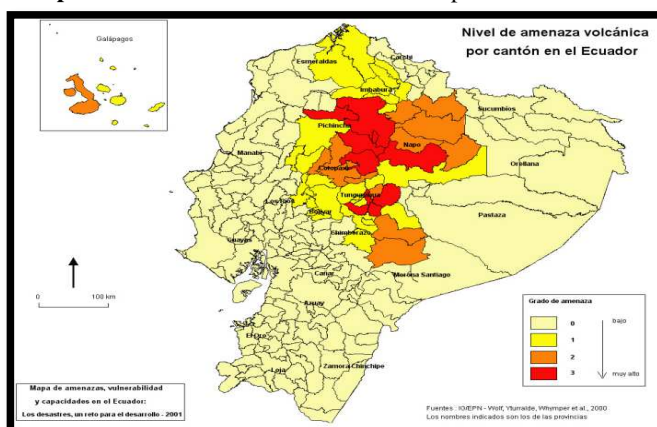 Galápagos
Nivel de amenaza volcánica
por cantón en el Ecuador
Esmeraldas
Carchi
Imbabura
Sucumbíos
Pichincha
Napo
Manabí
Orellana
Cotopaxi
Tungurahua
Los Ríos
Bolívar
Pastaza
Chimborazo
Guayas
Morona Santiago
Cañar
0 100 km
Azuay
El Oro
Loja
Zamora Chinchipe
Grado de amenaza
0 bajo
1
2
3 muy alto
Mapa de amenazas, vulnerabilidad
y capacidades en el Ecuador:
Los desastres, un reto para el desarrollo - 2001
Fuentes : IG/EPN - Wolf, Yturralde, Whymper et al., 2000
Los nombres indicados son los de las provincias